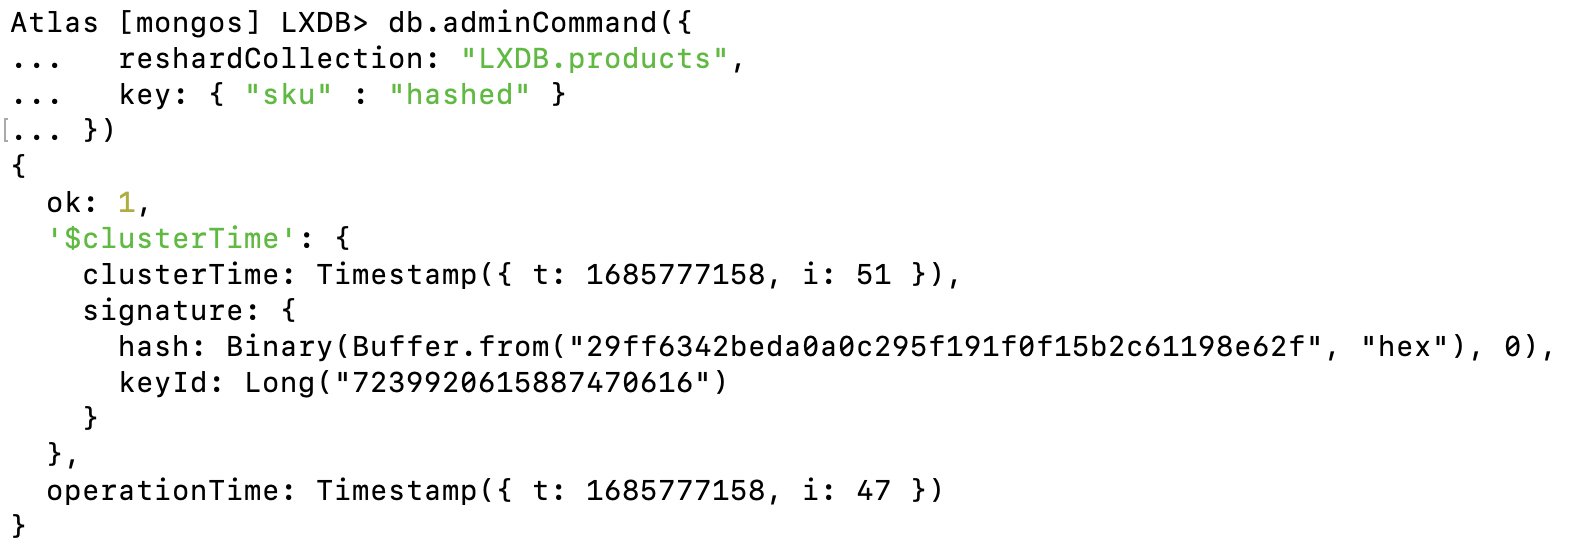 Atlas [mongos] LXDB> db.adminCommand({
...   reshardCollection: "LXDB.products",
...   key: { "sku" : "hashed" }
[... })
{
  ok: 1,
  '$clusterTime': {
    clusterTime: Timestamp({ t: 1685777158, i: 51 }),
    signature: {
      hash: Binary(Buffer.from("29ff6342beda0a0c295f191f0f15b2c61198e62f", "hex"), 0),
      keyId: Long("7239920615887470616")
    }
  },
  operationTime: Timestamp({ t: 1685777158, i: 47 })
}